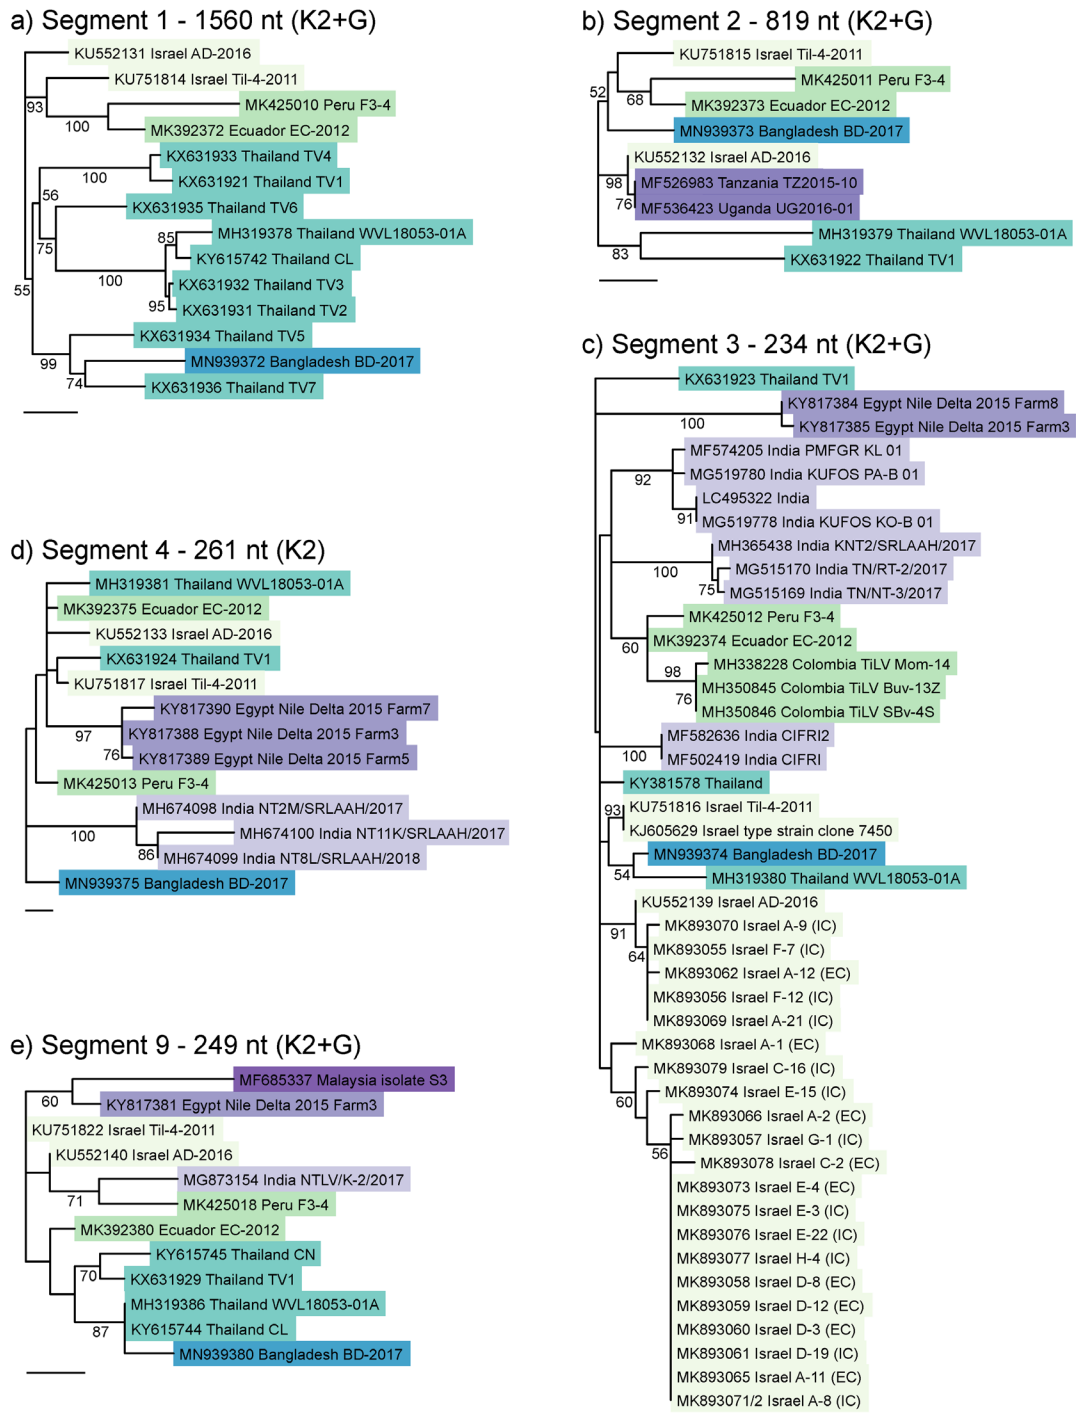 a) Segment 1 - 1560 nt (K2+G)
KU552131 Israel AD-2016
KU751814 Israel Til-4-2011
93
MK425010 Peru F3-4
100
MK392372 Ecuador EC-2012
KX631933 Thailand TV4
100
KX631921 Thailand TV1
56
KX631935 Thailand TV6
75
MH319378 Thailand WVL18053-01A
85
KY615742 Thailand CL
100
KX631932 Thailand TV3
95
KX631931 Thailand TV2
55
KX631934 Thailand TV5
99
MN939372 Bangladesh BD-2017
74
KX631936 Thailand TV7
b) Segment 2 - 819 nt (K2+G)
KU751815 Israel Til-4-2011
52
MK425011 Peru F3-4
68
MK392373 Ecuador EC-2012
MN939373 Bangladesh BD-2017
KU552132 Israel AD-2016
98
MF526983 Tanzania TZ2015-10
76
MF536423 Uganda UG2016-01
MH319379 Thailand WVL18053-01A
83
KX631922 Thailand TV1
c) Segment 3 - 234 nt (K2+G)
KX631923 Thailand TV1
KY817384 Egypt Nile Delta 2015 Farm8
100
KY817385 Egypt Nile Delta 2015 Farm3
MF574205 India PMFGR KL 01
92
MG519780 India KUFOS PA-B 01
LC495322 India
91
MG519778 India KUFOS KO-B 01
MH365438 India KNT2/SRLAAH/2017
100
MG515170 India TN/RT-2/2017
75
MG515169 India TN/NT-3/2017
MK425012 Peru F3-4
60
MK392374 Ecuador EC-2012
98
MH338228 Colombia TiLV Mom-14
76
MH350845 Colombia TiLV Buv-13Z
MH350846 Colombia TiLV SBv-4S
MF582636 India CIFRI2
100
MF502419 India CIFRI
KY381578 Thailand
93
KU751816 Israel Til-4-2011
KJ605629 Israel type strain clone 7450
MN939374 Bangladesh BD-2017
54
MH319380 Thailand WVL18053-01A
KU552139 Israel AD-2016
91
MK893070 Israel A-9 (IC)
64
MK893055 Israel F-7 (IC)
MK893062 Israel A-12 (EC)
MK893056 Israel F-12 (IC)
MK893069 Israel A-21 (IC)
MK893068 Israel A-1 (EC)
MK893079 Israel C-16 (IC)
60
MK893074 Israel E-15 (IC)
MK893066 Israel A-2 (EC)
56
MK893057 Israel G-1 (IC)
MK893078 Israel C-2 (EC)
MK893073 Israel E-4 (EC)
MK893075 Israel E-3 (IC)
MK893076 Israel E-22 (IC)
MK893077 Israel H-4 (IC)
MK893058 Israel D-8 (EC)
MK893059 Israel D-12 (EC)
MK893060 Israel D-3 (EC)
MK893061 Israel D-19 (IC)
MK893065 Israel A-11 (EC)
MK893071/2 Israel A-8 (IC)
d) Segment 4 - 261 nt (K2)
MH319381 Thailand WVL18053-01A
MK392375 Ecuador EC-2012
KU552133 Israel AD-2016
KX631924 Thailand TV1
KU751817 Israel Til-4-2011
KY817390 Egypt Nile Delta 2015 Farm7
97
KY817388 Egypt Nile Delta 2015 Farm3
76
KY817389 Egypt Nile Delta 2015 Farm5
MK425013 Peru F3-4
MH674098 India NT2M/SRLAAH/2017
100
MH674100 India NT11K/SRLAAH/2017
86
MH674099 India NT8L/SRLAAH/2018
MN939375 Bangladesh BD-2017
e) Segment 9 - 249 nt (K2+G)
MF685337 Malaysia isolate S3
60
KY817381 Egypt Nile Delta 2015 Farm3
KU751822 Israel Til-4-2011
KU552140 Israel AD-2016
MG873154 India NTLV/K-2/2017
71
MK425018 Peru F3-4
MK392380 Ecuador EC-2012
KY615745 Thailand CN
70
KX631929 Thailand TV1
MH319386 Thailand WVL18053-01A
87
KY615744 Thailand CL
MN939380 Bangladesh BD-2017